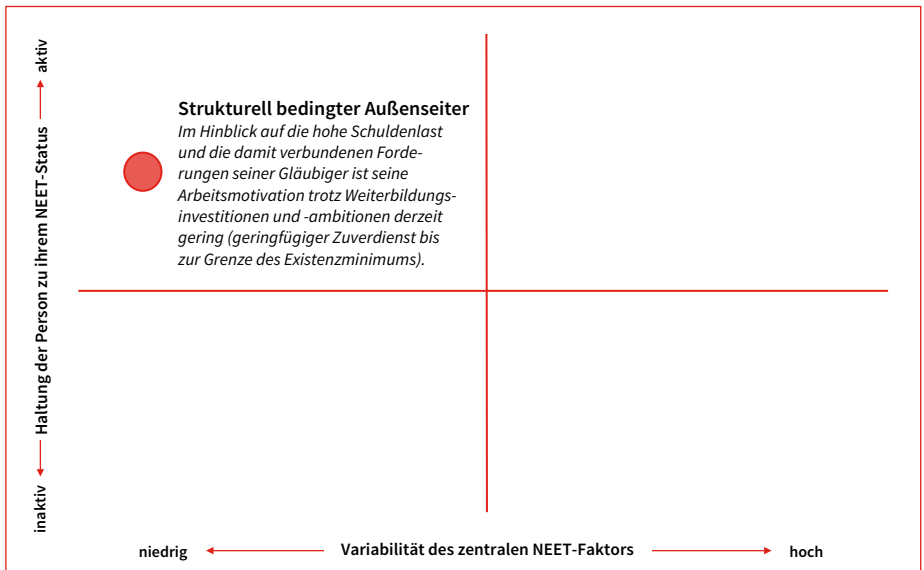 aktiv
Haltung der Person zu ihrem NEET-Status
inaktiv
Strukturell bedingter Außenseiter
Im Hinblick auf die hohe Schuldenlast
und die damit verbundenen Forde-
rungen seiner Gläubiger ist seine
Arbeitsmotivation trotz Weiterbildungs-
investitionen und -ambitionen derzeit
gering (geringfügiger Zuverdienst bis
zur Grenze des Existenzminimums).
niedrig
Variabilität des zentralen NEET-Faktors
hoch